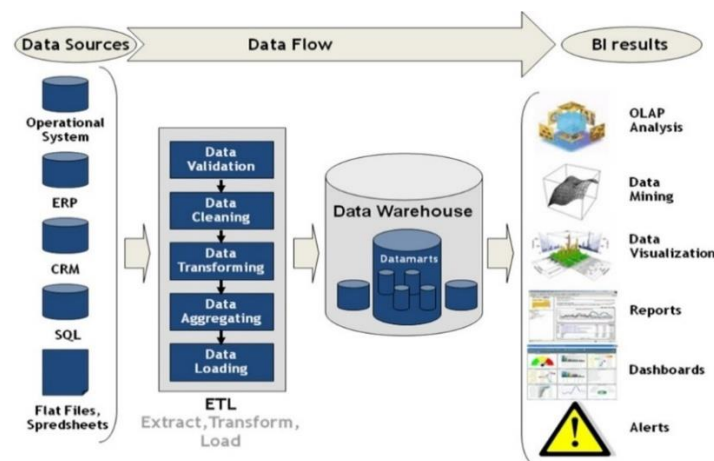 Data Sources
Data Flow
BI results
Operational
System
ERP
CRM
SQL
Flat Files,
Spredsheets
Data
Validation
Data
Cleaning
Data
Transforming
Data
Aggregating
Data
Loading
ETL
Extract,Transform,
Load
Data Warehouse
Datamarts
OLAP
Analysis
Data
Mining
Data
Visualization
Reports
Dashboards
Alerts